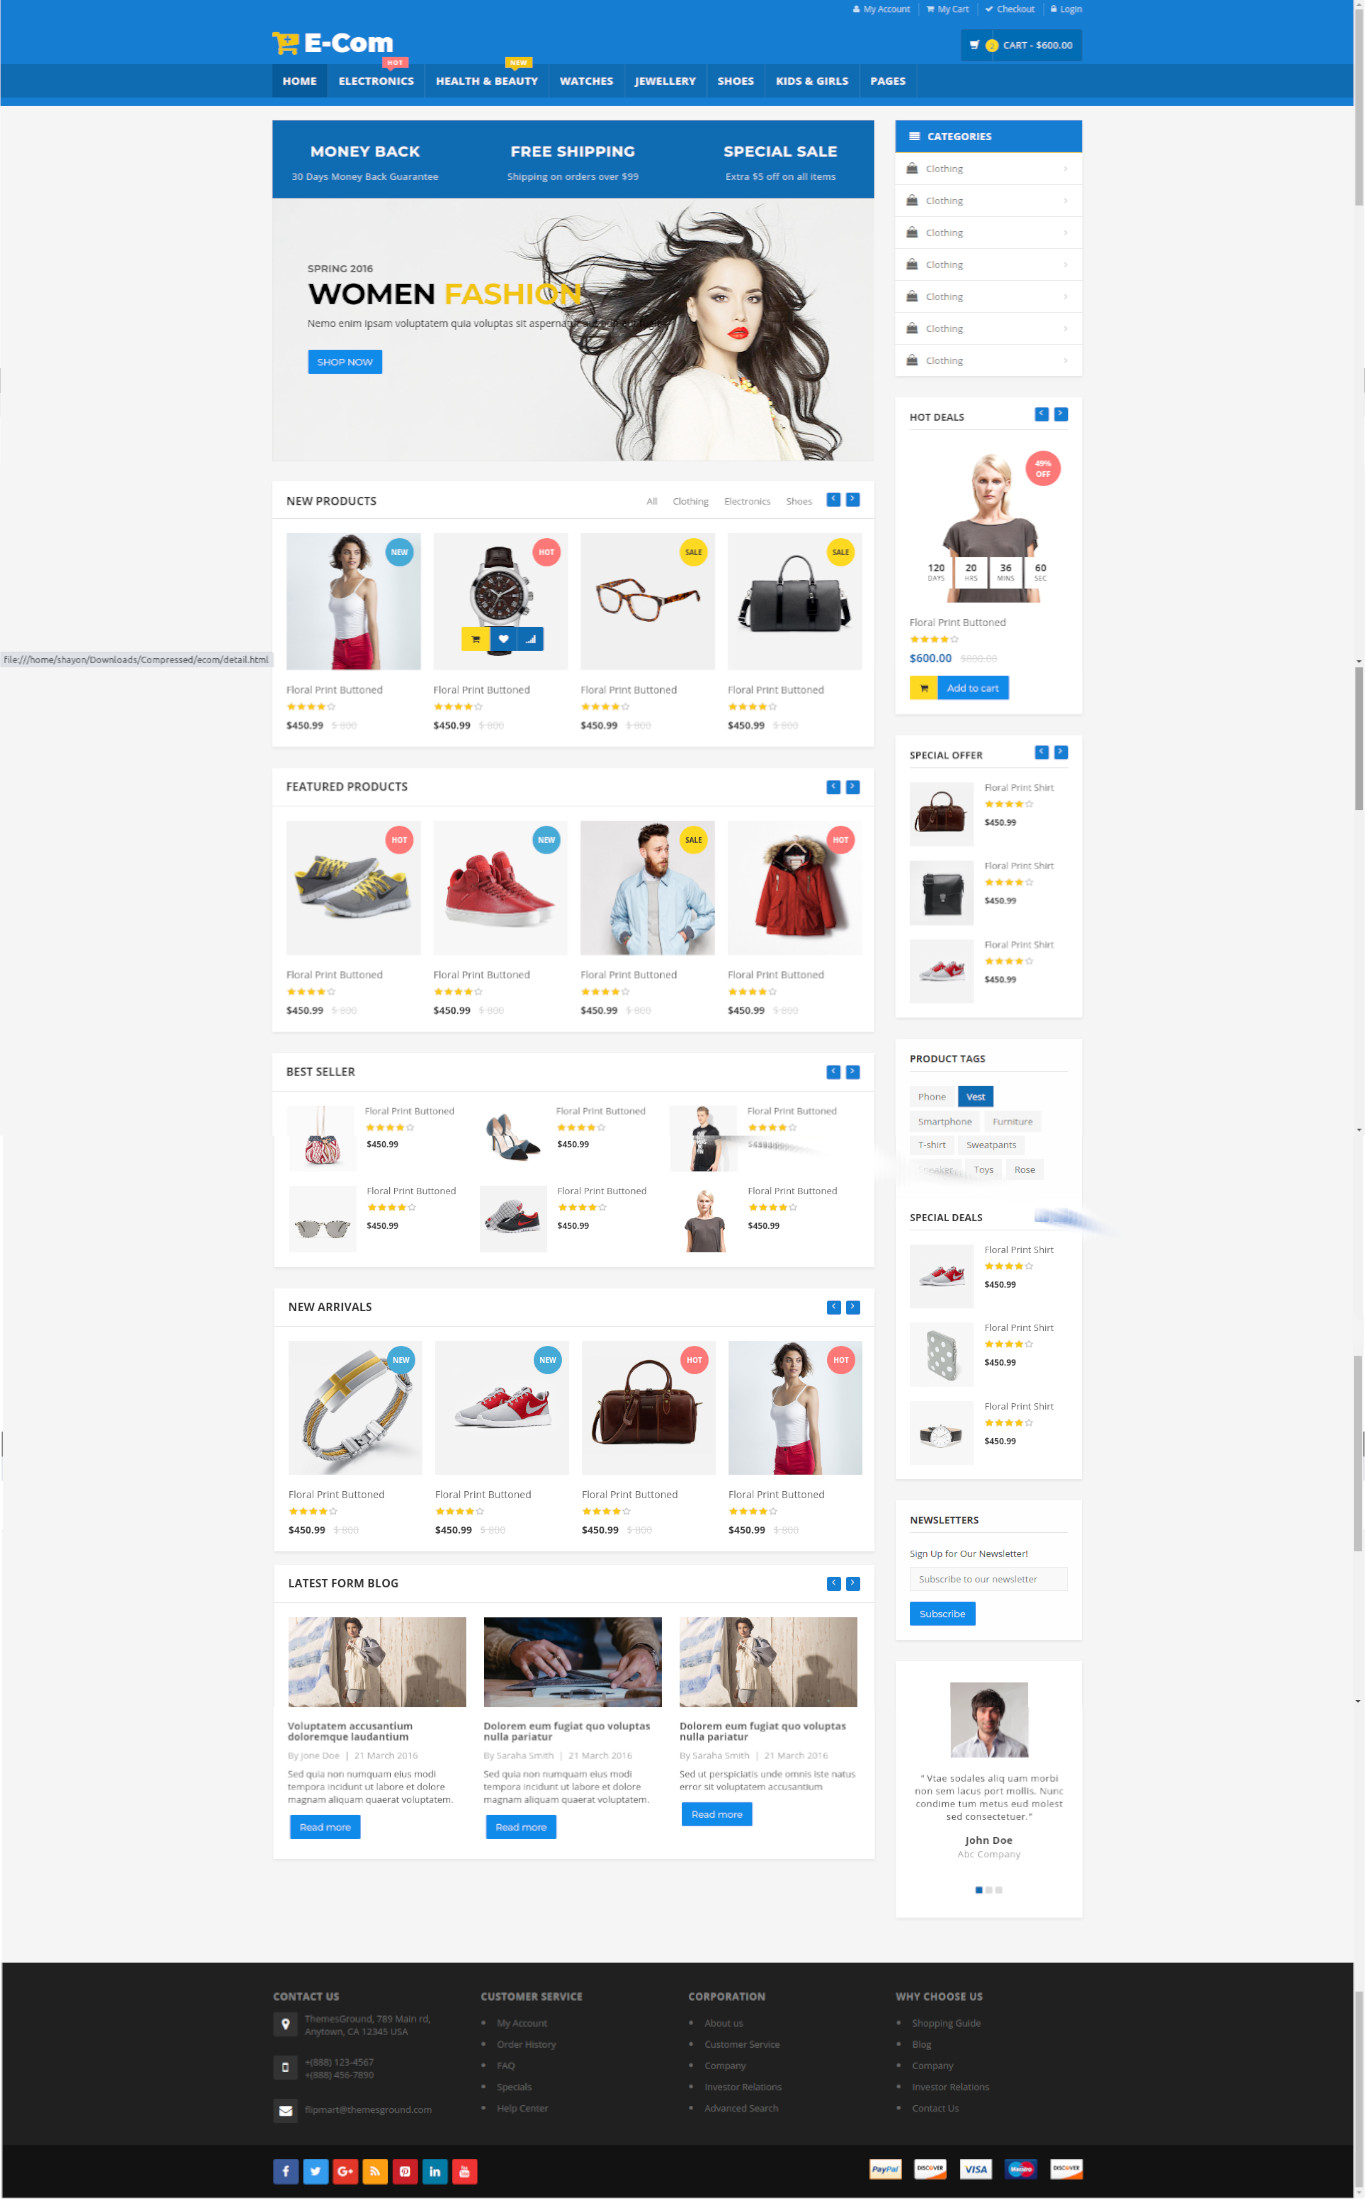 My Account
My Cart
Checkout
Login
E-Com
CART - $600.00
HOT
NEW
HOME
ELECTRONICS
HEALTH & BEAUTY
WATCHES
JEWELLERY
SHOES
KIDS & GIRLS
PAGES
MONEY BACK
30 Days Money Back Guarantee
FREE SHIPPING
Shipping on orders over $99
SPECIAL SALE
Extra $5 off on all items
SPRING 2016
WOMEN FASHION
Nemo enim ipsam voluptatem quia voluptas sit
SHOP NOW
NEW PRODUCTS
All
Clothing
Electronics
Shoes
NEW
HOT
SALE
SALE
Floral Print Buttoned
$450.99 $ 800
Floral Print Buttoned
$450.99 $ 800
Floral Print Buttoned
$450.99 $ 800
Floral Print Buttoned
$450.99 $ 800
file:///home/shayon/Downloads/Compressed/ecom/detail.html
FEATURED PRODUCTS
HOT
NEW
SALE
HOT
Floral Print Buttoned
$450.99 $ 800
Floral Print Buttoned
$450.99 $ 800
Floral Print Buttoned
$450.99 $ 800
Floral Print Buttoned
$450.99 $ 800
BEST SELLER
Floral Print Buttoned
$450.99
Floral Print Buttoned
$450.99
Floral Print Buttoned
Floral Print Buttoned
$450.99
Floral Print Buttoned
$450.99
Floral Print Buttoned
$450.99
NEW ARRIVALS
NEW
NEW
HOT
HOT
Floral Print Buttoned
$450.99 $ 800
Floral Print Buttoned
$450.99 $ 800
Floral Print Buttoned
$450.99 $ 800
Floral Print Buttoned
$450.99 $ 800
LATEST FORM BLOG
Voluptatem accusantium
doloremque laudantium
By Jone Doe | 21 March 2016
Sed quia non numquam eius modi
tempora incidunt ut labore et dolore
magnam aliquam quaerat voluptatem.
Read more
Dolorem eum fugiat quo voluptas
nulla pariatur
By Saraha Smith | 21 March 2016
Sed quia non numquam eius modi
tempora incidunt ut labore et dolore
magnam aliquam quaerat voluptatem.
Read more
Dolorem eum fugiat quo voluptas
nulla pariatur
By Saraha Smith | 21 March 2016
Sed ut perspiciatis unde omnis iste natus
error sit voluptatem accusantium
Read more
CATEGORIES
Clothing
Clothing
Clothing
Clothing
Clothing
Clothing
Clothing
HOT DEALS
49%
OFF
120 20 36 60
DAYS HRS MINS SEC
Floral Print Buttoned
$600.00 $800.00
Add to cart
SPECIAL OFFER
Floral Print Shirt
$450.99
Floral Print Shirt
$450.99
Floral Print Shirt
$450.99
PRODUCT TAGS
Phone Vest
Smartphone Furniture
T-shirt Sweatpants
Toys Rose
SPECIAL DEALS
Floral Print Shirt
$450.99
Floral Print Shirt
$450.99
Floral Print Shirt
$450.99
NEWSLETTERS
Sign Up for Our Newsletter!
Subscribe to our newsletter
Subscribe
" Vtae sodales aliq uam morbi
non sem lacus port mollis. Nunc
condime tum metus eud molest
sed consectetuer."
John Doe
Abc Company
CONTACT US
ThemesGround, 789 Main rd,
Anytown, CA 12345 USA
+(888) 123-4567
+(888) 456-7890
flipmart@themesground.com
CUSTOMER SERVICE
My Account
Order History
FAQ
Specials
Help Center
CORPORATION
About us
Customer Service
Company
Investor Relations
Advanced Search
WHY CHOOSE US
Shopping Guide
Blog
Company
Investor Relations
Contact Us
PayPal
DISCOVER
VISA
Maestro
DISCOVER